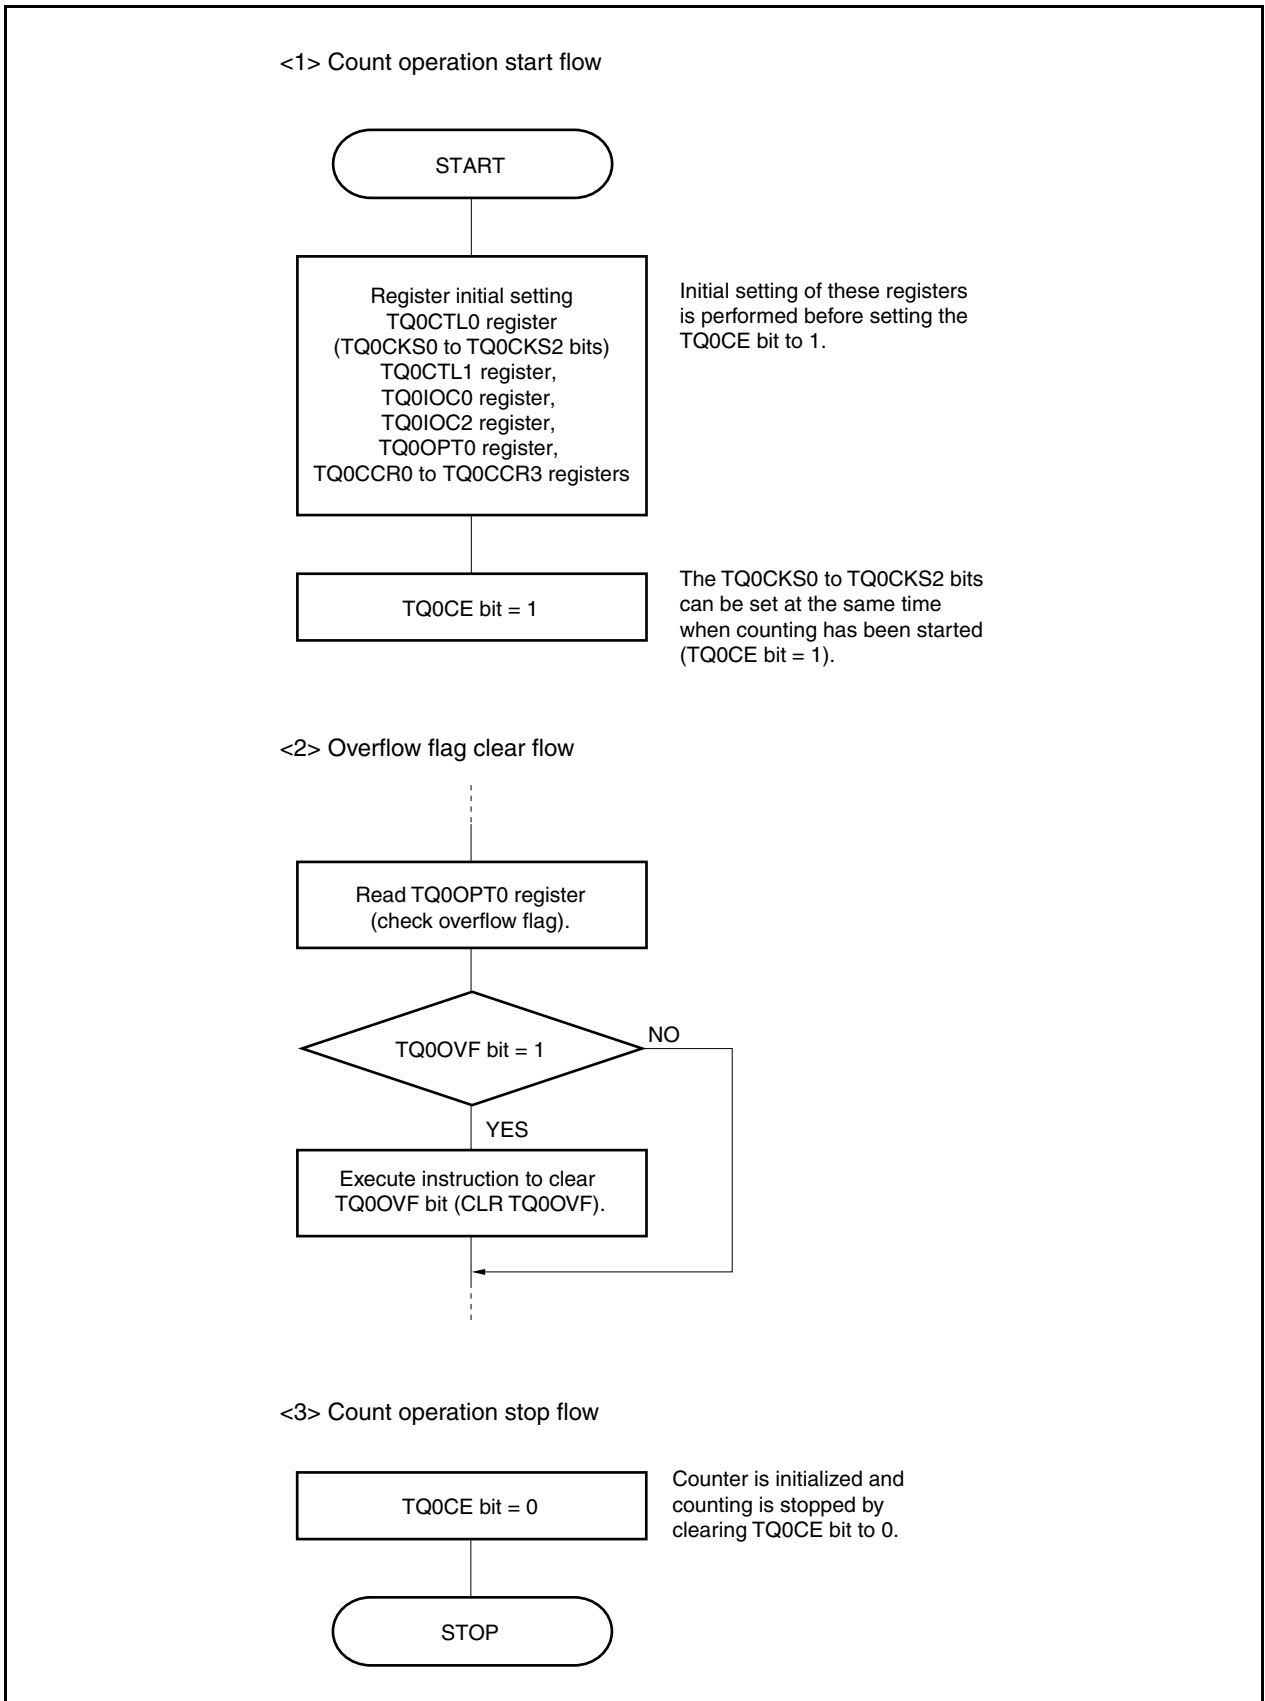 <1> Count operation start flow
START
Register initial setting
TQ0CTL0 register
(TQ0CKS0 to TQ0CKS2 bits)
TQ0CTL1 register,
TQ0IOC0 register,
TQ0IOC2 register,
TQ0OPT0 register,
TQ0CCR0 to TQ0CCR3 registers
Initial setting of these registers
is performed before setting the
TQ0CE bit to 1.
TQ0CE bit = 1
The TQ0CKS0 to TQ0CKS2 bits
can be set at the same time
when counting has been started
(TQ0CE bit = 1).
<2> Overflow flag clear flow
Read TQ0OPT0 register
(check overflow flag).
TQ0OVF bit = 1
NO
YES
Execute instruction to clear
TQ0OVF bit (CLR TQ0OVF).
<3> Count operation stop flow
TQ0CE bit = 0
Counter is initialized and
counting is stopped by
clearing TQ0CE bit to 0.
STOP